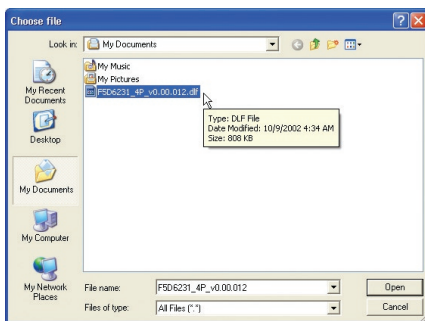 Choose file
Look in: My Documents
My Recent
Documents
Desktop
My Documents
My Computer
My Network
Places
My Music
My Pictures
F5D6231_4P_v0.00.012.dlf
Type: DLF File
Date Modified: 10/9/2002 4:34 AM
Size: 808 KB
File name: F5D6231_4P_v0.00.012 Open
Files of type: All Files (*.*) Cancel